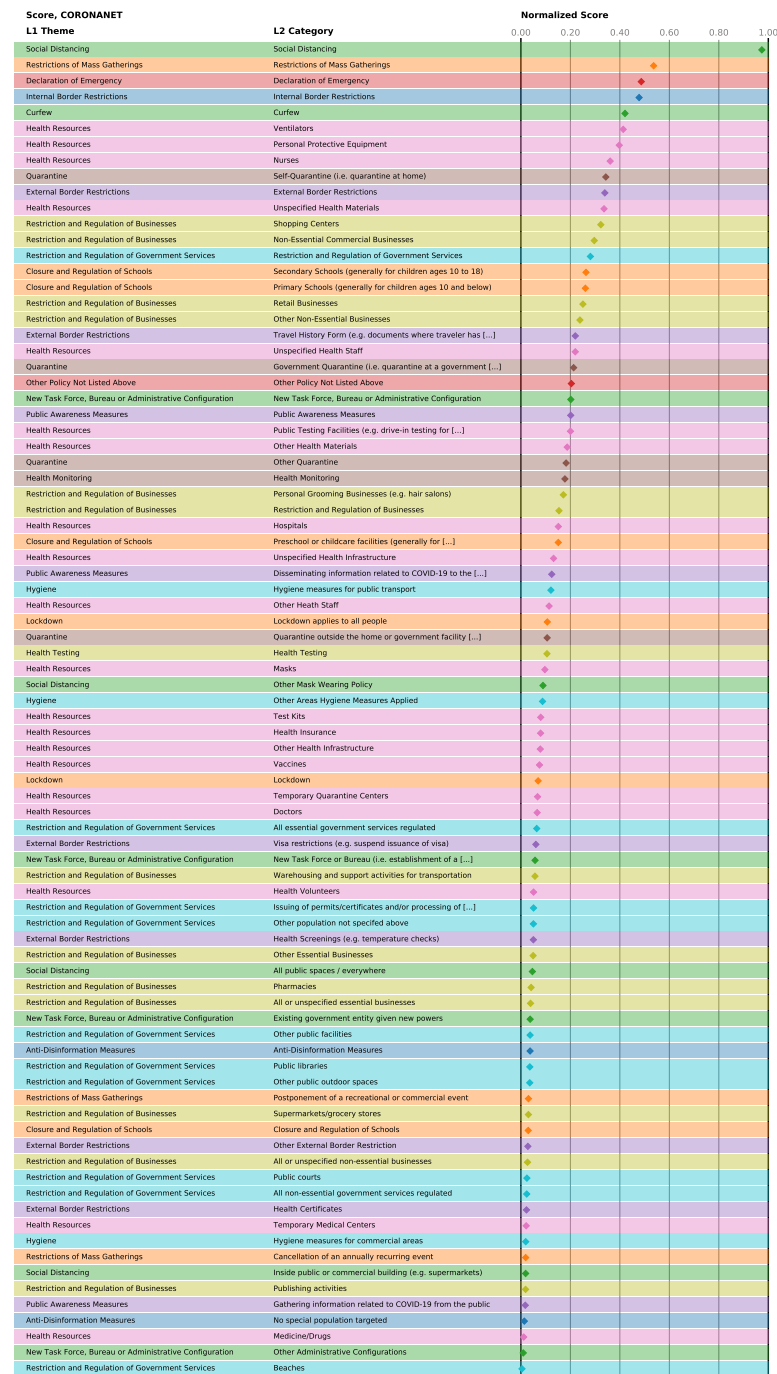 Score, CORONANET Normalized Score
L1 Theme L2 Category 0.00 0.20 0.40 0.60 0.80 1.00
Social Distancing Social Distancing
Restrictions of Mass Gatherings Restrictions of Mass Gatherings
Declaration of Emergency Declaration of Emergency
Internal Border Restrictions Internal Border Restrictions
Curfew Curfew
Health Resources Ventilators
Health Resources Personal Protective Equipment
Health Resources Nurses
Quarantine Self-Quarantine (i.e. quarantine at home)
External Border Restrictions External Border Restrictions
Health Resources Unspecified Health Materials
Restriction and Regulation of Businesses Shopping Centers
Restriction and Regulation of Businesses Non-Essential Commercial Businesses
Restriction and Regulation of Government Services Restriction and Regulation of Government Services
Closure and Regulation of Schools Secondary Schools (generally for children ages 10 to 18)
Closure and Regulation of Schools Primary Schools (generally for children ages 10 and below)
Restriction and Regulation of Businesses Retail Businesses
Restriction and Regulation of Businesses Other Non-Essential Businesses
External Border Restrictions Travel History Form (e.g. documents where traveler has [...]
Health Resources Unspecified Health Staff
Quarantine Government Quarantine (i.e. quarantine at a government [...]
Other Policy Not Listed Above Other Policy Not Listed Above
New Task Force, Bureau or Administrative Configuration New Task Force, Bureau or Administrative Configuration
Public Awareness Measures Public Awareness Measures
Health Resources Public Testing Facilities (e.g. drive-in testing for [...]
Health Resources Other Health Materials
Quarantine Other Quarantine
Health Monitoring Health Monitoring
Restriction and Regulation of Businesses Personal Grooming Businesses (e.g. hair salons)
Restriction and Regulation of Businesses Restriction and Regulation of Businesses
Health Resources Hospitals
Closure and Regulation of Schools Preschool or childcare facilities (generally for [...]
Health Resources Unspecified Health Infrastructure
Public Awareness Measures Disseminating information related to COVID-19 to the [...]
Hygiene Hygiene measures for public transport
Health Resources Other Heath Staff
Lockdown Lockdown applies to all people
Quarantine Quarantine outside the home or government facility [...]
Health Testing Health Testing
Health Resources Masks
Social Distancing Other Mask Wearing Policy
Hygiene Other Areas Hygiene Measures Applied
Health Resources Test Kits
Health Resources Health Insurance
Health Resources Other Health Infrastructure
Health Resources Vaccines
Lockdown Lockdown
Health Resources Temporary Quarantine Centers
Health Resources Doctors
Restriction and Regulation of Government Services All essential government services regulated
External Border Restrictions Visa restrictions (e.g. suspend issuance of visa)
New Task Force, Bureau or Administrative Configuration New Task Force or Bureau (i.e. establishment of a [...]
Restriction and Regulation of Businesses Warehousing and support activities for transportation
Health Resources Health Volunteers
Restriction and Regulation of Government Services Issuing of permits/certificates and/or processing of [...]
Restriction and Regulation of Government Services Other population not specifed above
External Border Restrictions Health Screenings (e.g. temperature checks)
Restriction and Regulation of Businesses Other Essential Businesses
Social Distancing All public spaces / everywhere
Restriction and Regulation of Businesses Pharmacies
Restriction and Regulation of Businesses All or unspecified essential businesses
New Task Force, Bureau or Administrative Configuration Existing government entity given new powers
Restriction and Regulation of Government Services Other public facilities
Anti-Disinformation Measures Anti-Disinformation Measures
Restriction and Regulation of Government Services Public libraries
Restriction and Regulation of Government Services Other public outdoor spaces
Restrictions of Mass Gatherings Postponement of a recreational or commercial event
Restriction and Regulation of Businesses Supermarkets/grocery stores
Closure and Regulation of Schools Closure and Regulation of Schools
External Border Restrictions Other External Border Restriction
Restriction and Regulation of Businesses All or unspecified non-essential businesses
Restriction and Regulation of Government Services Public courts
Restriction and Regulation of Government Services All non-essential government services regulated
External Border Restrictions Health Certificates
Health Resources Temporary Medical Centers
Hygiene Hygiene measures for commercial areas
Restrictions of Mass Gatherings Cancellation of an annually recurring event
Social Distancing Inside public or commercial building (e.g. supermarkets)
Restriction and Regulation of Businesses Publishing activities
Public Awareness Measures Gathering information related to COVID-19 from the public
Anti-Disinformation Measures No special population targeted
Health Resources Medicine/Drugs
New Task Force, Bureau or Administrative Configuration Other Administrative Configurations
Restriction and Regulation of Government Services Beaches